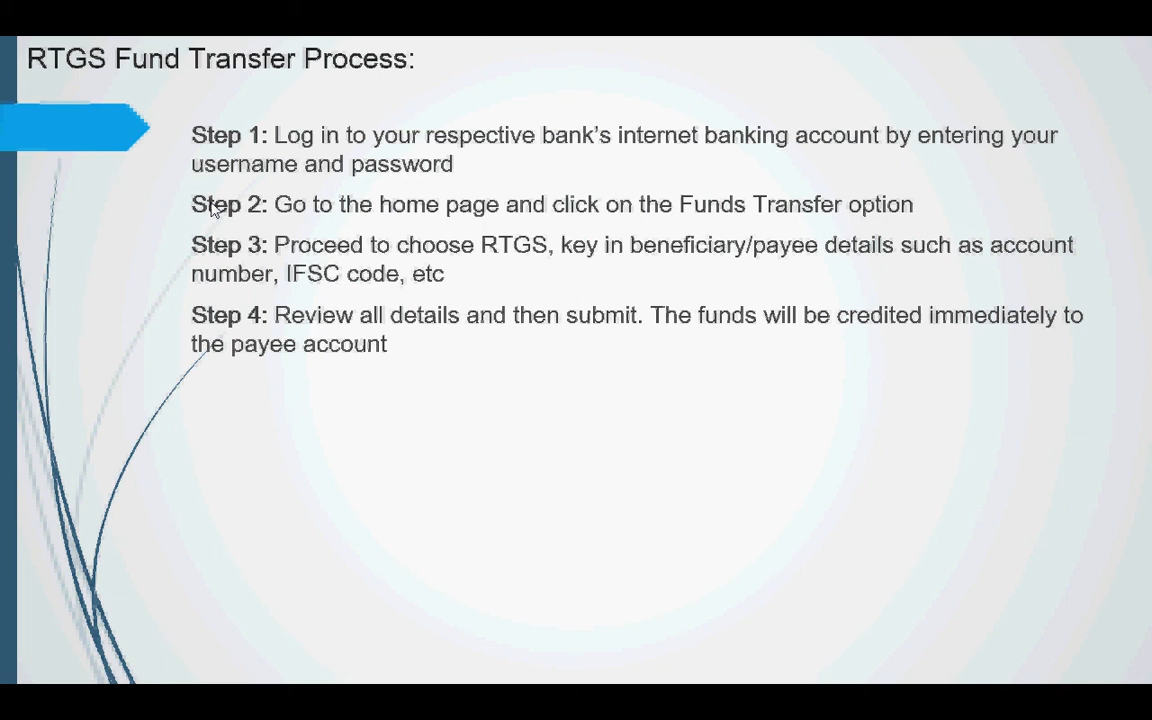 RTGS Fund Transfer Process:
Step 1: Log in to your respective bank’s internet banking account by entering your
username and password
Step 2: Go to the home page and click on the Funds Transfer option
Step 3: Proceed to choose RTGS, key in beneficiary/payee details such as account
number, IFSC code, etc
Step 4: Review all details and then submit. The funds will be credited immediately to
the payee account